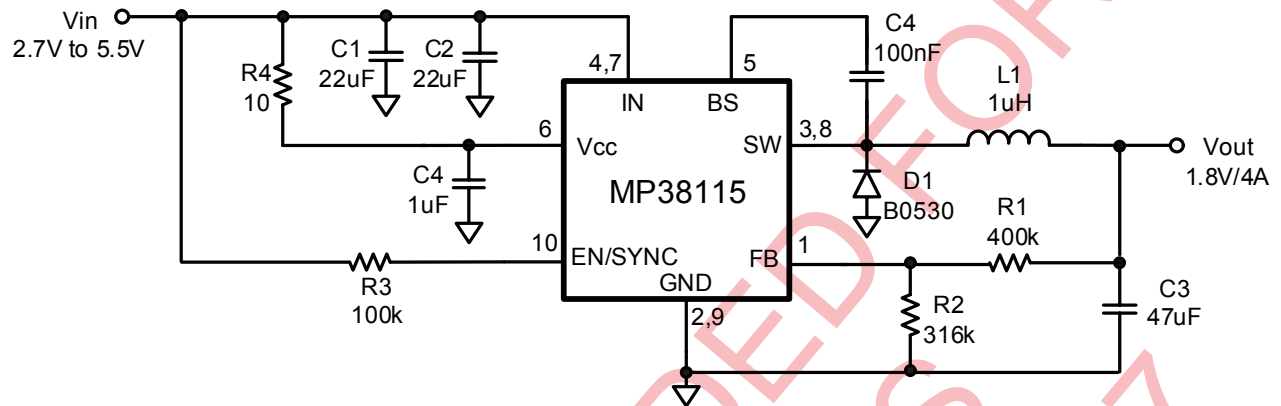 Vin
2.7V to 5.5V
R4
10
C1
22uF
C2
22uF
4,7
5
C4
100nF
L1
1uH
IN
BS
6
Vcc
SW
3,8
Vout
1.8V/4A
C4
1uF
MP38115
D1
B0530
R1
400k
10
EN/SYNC
FB
1
R3
100k
GND
2,9
R2
316k
C3
47uF